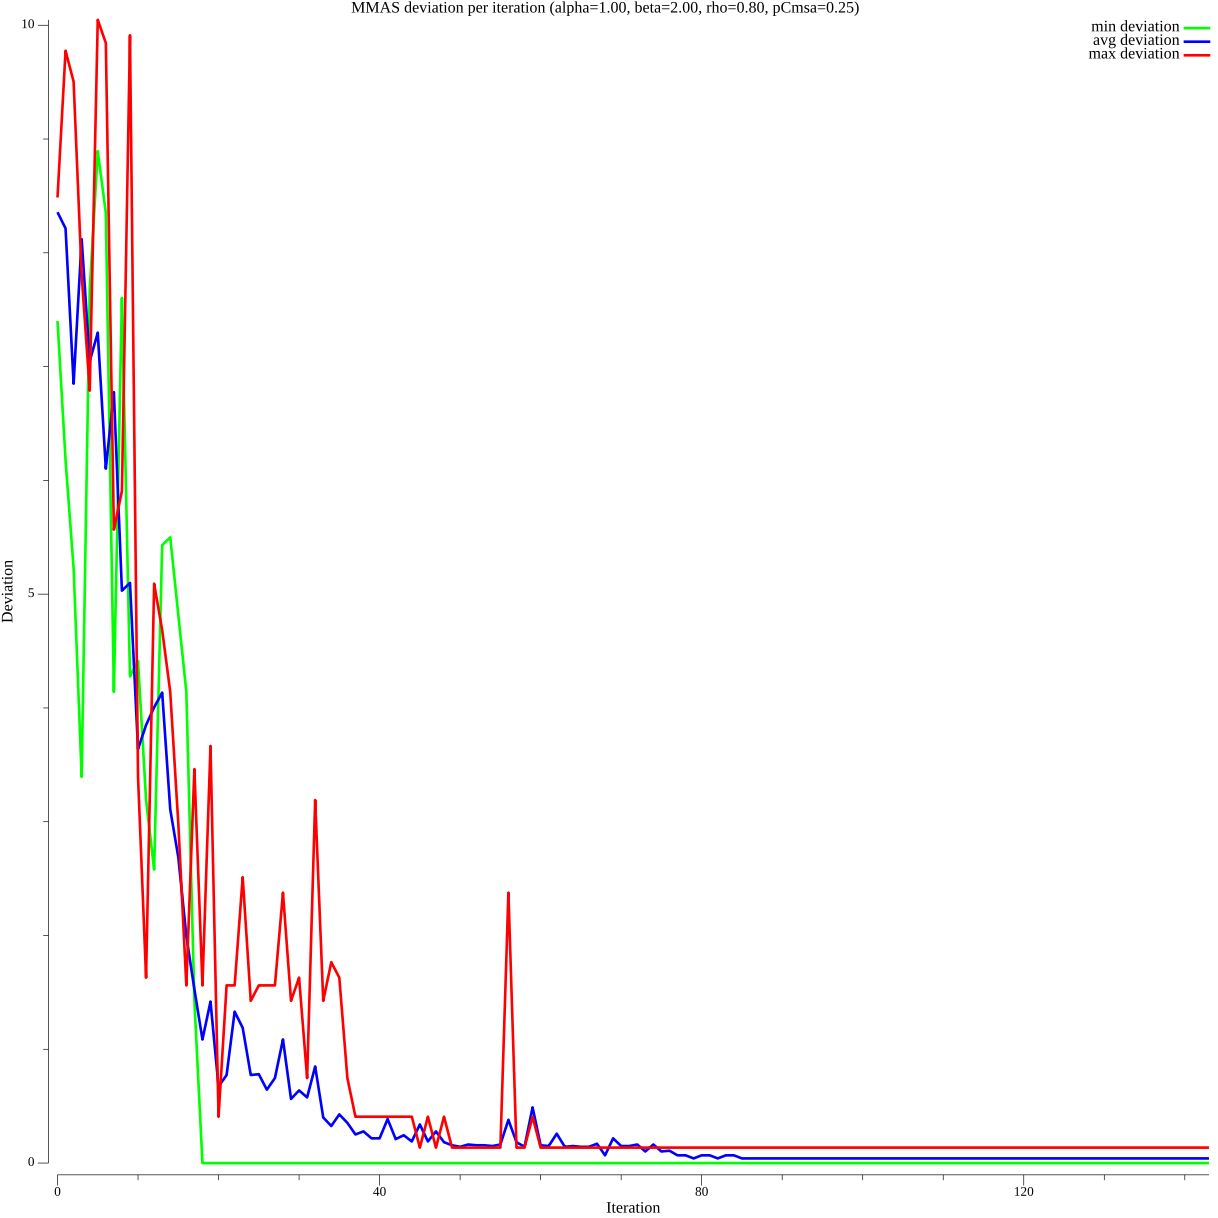 MMAS deviation per iteration (alpha=1.00, beta=2.00, rho=0.80, pCmsa=0.25)
min deviation
avg deviation
max deviation
10
5
0
Deviation
0 40 80 120
Iteration